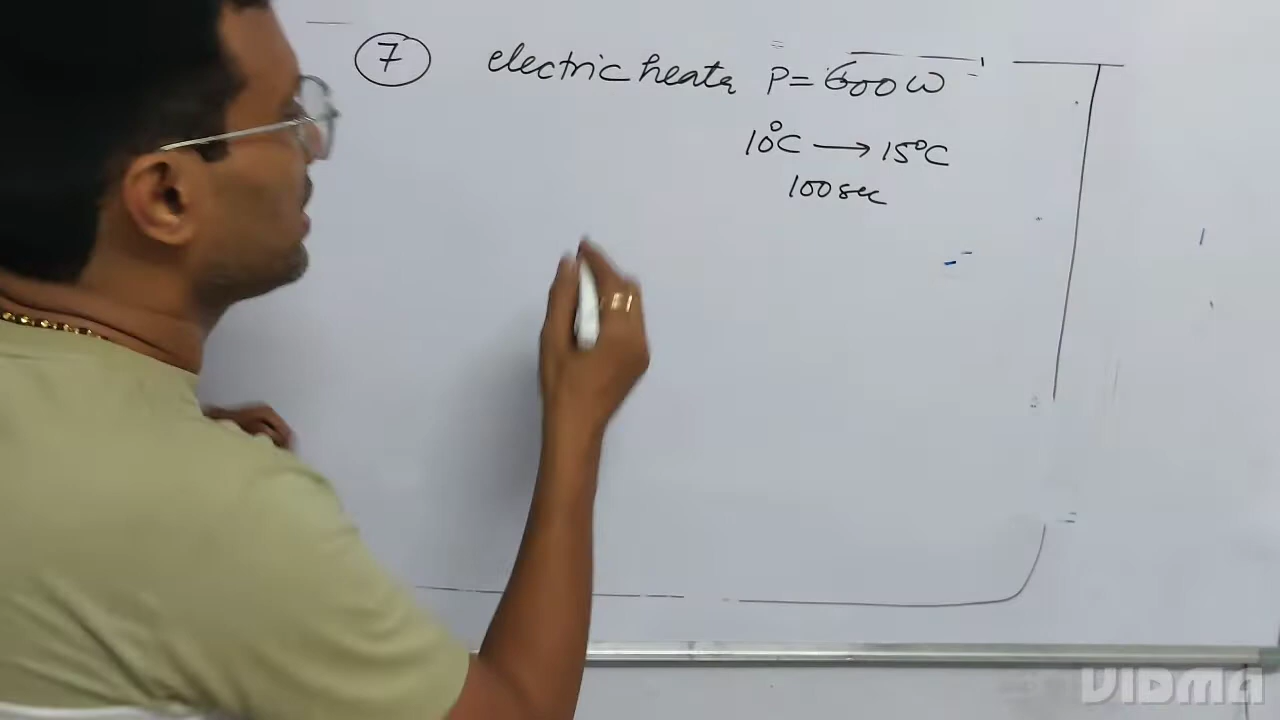 7 electric heater P = 600 W
10°C → 15°C
100 sec
VIDMA